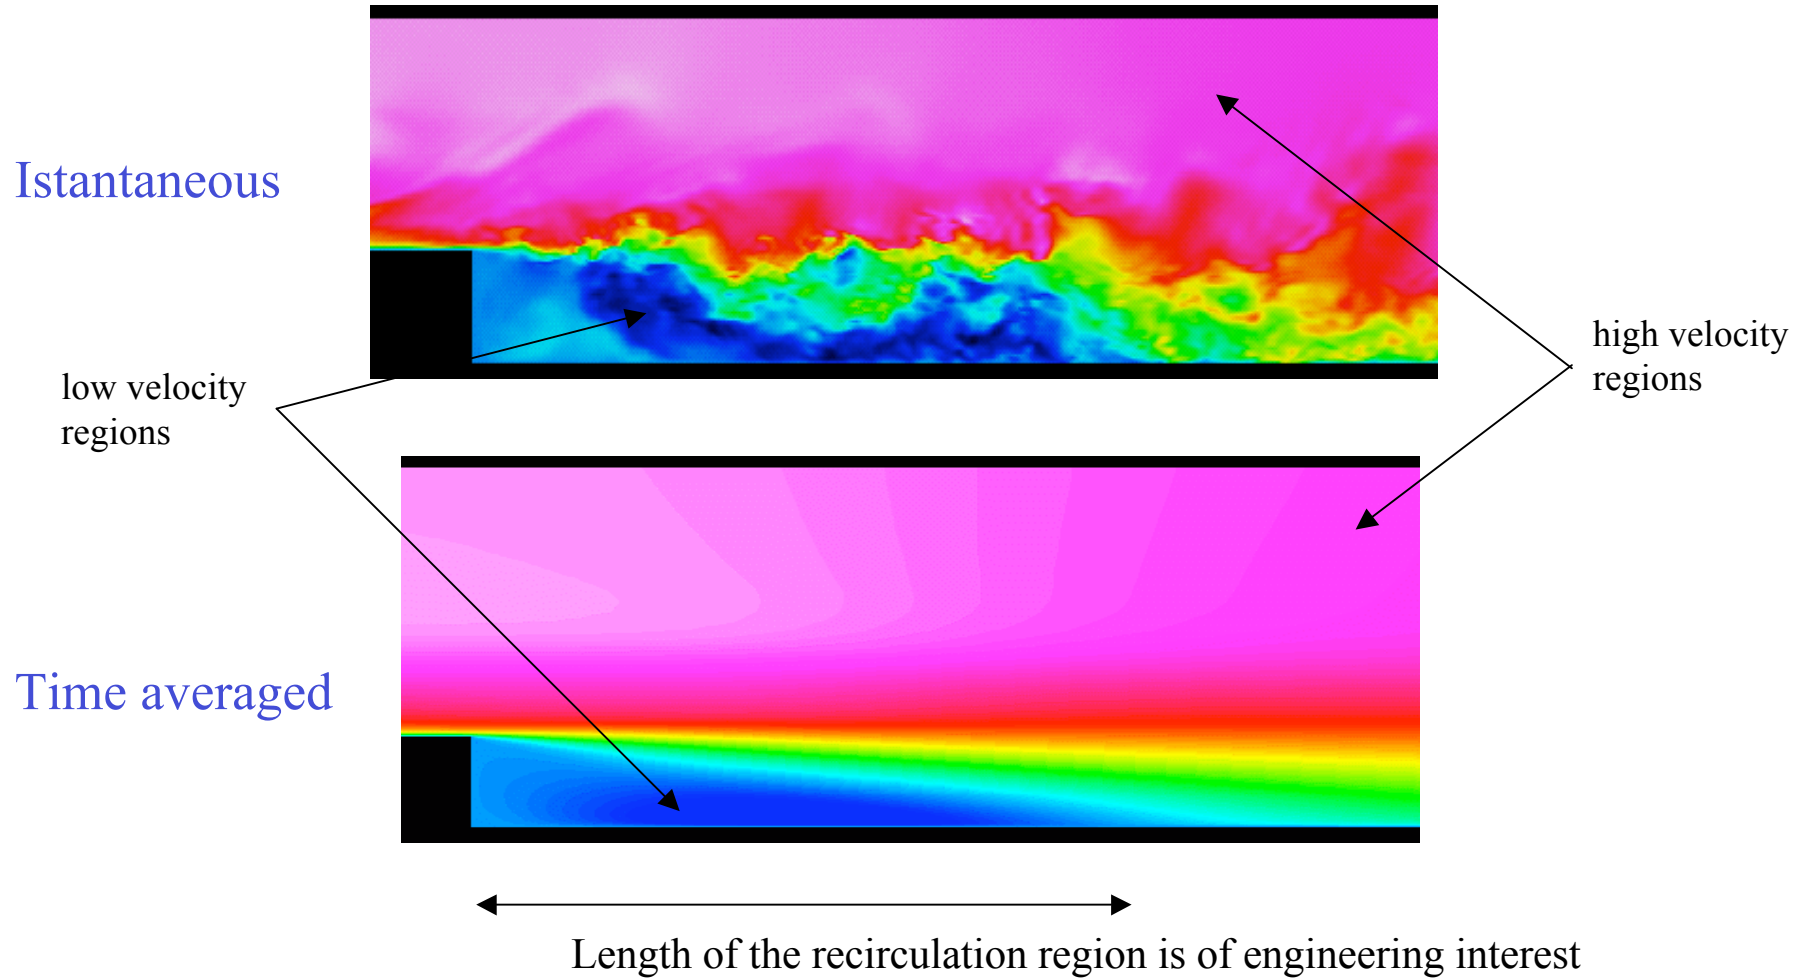 Istantaneous
high velocity
regions
low velocity
regions
Time averaged
Length of the recirculation region is of engineering interest